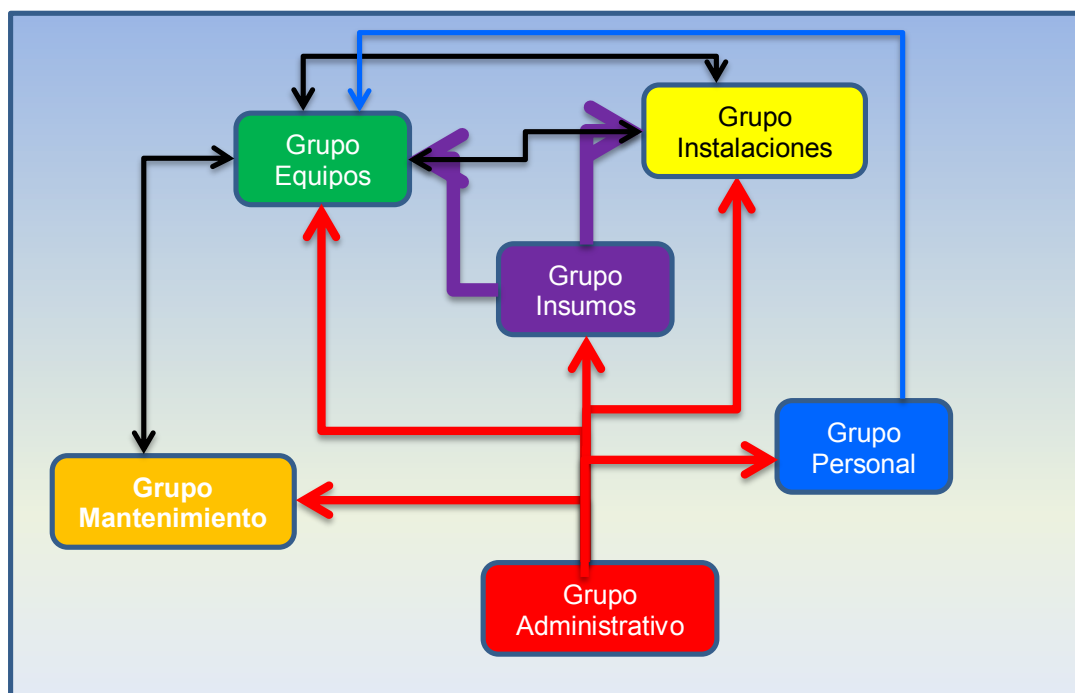 Grupo
Equipos
Grupo
Instalaciones
Grupo
Insumos
Grupo
Personal
Grupo
Mantenimiento
Grupo
Administrativo